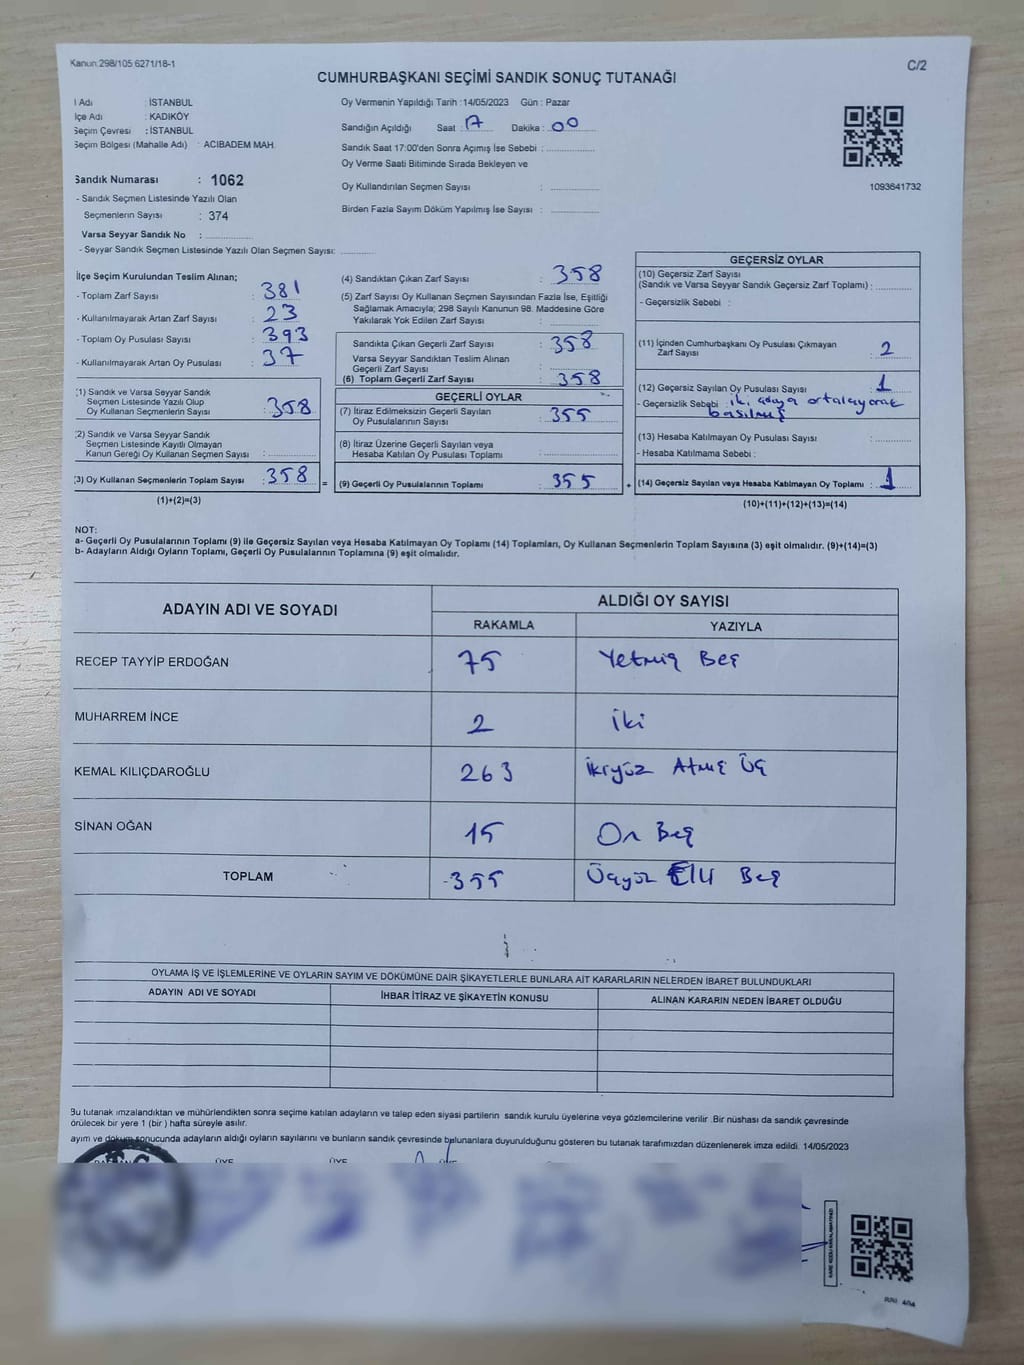 Kanun:298/105 6271/18-1
C/2
CUMHURBAŞKANI SEÇİMİ SANDIK SONUÇ TUTANAĞI
l Adı : İSTANBUL
lçe Adı : KADIKÖY
Seçim Çevresi : İSTANBUL
Seçim Bölgesi (Mahalle Adı) : ACIBADEM MAH.
Sandık Numarası : 1062
- Sandık Seçmen Listesinde Yazılı Olan
Seçmenlerin Sayısı : 374
Varsa Seyyar Sandık No :
- Seyyar Sandık Seçmen Listesinde Yazılı Olan Seçmen Sayısı:
Oy Vermenin Yapıldığı Tarih : 14/05/2023 Gün : Pazar
Sandığın Açıldığı Saat : 17 Dakika : 00
Sandık Saat 17:00'den Sonra Açımış İse Sebebi :
Oy Verme Saati Bitiminde Sırada Bekleyen ve
Oy Kullandırılan Seçmen Sayısı :
Birden Fazla Sayım Döküm Yapılmış İse Sayısı :
1093641732
İlçe Seçim Kurulundan Teslim Alınan;
- Toplam Zarf Sayısı : 381
- Kullanılmayarak Artan Zarf Sayısı : 23
- Toplam Oy Pusulası Sayısı : 393
- Kullanılmayarak Artan Oy Pusulası : 37
(1) Sandık ve Varsa Seyyar Sandık
Seçmen Listesinde Yazılı Olup
Oy Kullanan Seçmenlerin Sayısı : 358
(2) Sandık ve Varsa Seyyar Sandık
Seçmen Listesinde Kayıtlı Olmayan
Kanun Gereği Oy Kullanan Seçmen Sayısı :
(3) Oy Kullanan Seçmenlerin Toplam Sayısı : 358 =
(1)+(2)=(3)
(4) Sandıktan Çıkan Zarf Sayısı : 358
(5) Zarf Sayısı Oy Kullanan Seçmen Sayısından Fazla İse, Eşitliği
Sağlamak Amacıyla; 298 Sayılı Kanunun 98. Maddesine Göre
Yakılarak Yok Edilen Zarf Sayısı :
Sandıkta Çıkan Geçerli Zarf Sayısı : 358
Varsa Seyyar Sandıktan Teslim Alınan
Geçerli Zarf Sayısı :
(6) Toplam Geçerli Zarf Sayısı : 358
GEÇERLİ OYLAR
(7) İtiraz Edilmeksizin Geçerli Sayılan
Oy Pusulasının Sayısı : 355
(8) İtiraz Üzerine Geçerli Sayılan veya
Hesaba Katılan Oy Pusulası Toplamı :
(9) Geçerli Oy Pusulalarının Toplamı : 355 +
GEÇERSİZ OYLAR
(10) Geçersiz Zarf Sayısı
(Sandık ve Varsa Seyyar Sandık Geçersiz Zarf Toplamı) :
- Geçersizlik Sebebi :
(11) İçinden Cumhurbaşkanı Oy Pusulası Çıkmayan
Zarf Sayısı : 2
(12) Geçersiz Sayılan Oy Pusulası Sayısı : 1
- Geçersizlik Sebebi : iki adaya ortalayarak
basılmış
(13) Hesaba Katılmayan Oy Pusulası Sayısı :
- Hesaba Katılmama Sebebi :
(14) Geçersiz Sayılan veya Hesaba Katılmayan Oy Toplamı : 1
(10)+(11)+(12)+(13)=(14)
NOT:
a- Geçerli Oy Pusulalarının Toplamı (9) ile Geçersiz Sayılan veya Hesaba Katılmayan Oy Toplamı (14) Toplamları, Oy Kullanan Seçmenlerin Toplam Sayısına (3) eşit olmalıdır. (9)+(14)=(3)
b- Adayların Aldığı Oyların Toplamı, Geçerli Oy Pusulalarının Toplamına (9) eşit olmalıdır.
ADAYIN ADI VE SOYADI
ALDIĞI OY SAYISI
RAKAMLA YAZIYLA
RECEP TAYYİP ERDOĞAN 75 Yetmiş Beş
MUHARREM İNCE 2 iki
KEMAL KILIÇDAROĞLU 263 ikiyüz Atmış Üç
SİNAN OĞAN 15 On Beş
TOPLAM 355 Üçyüz Elli Beş
OYLAMA İŞ VE İŞLEMLERİNE VE OYLARIN SAYIM VE DÖKÜMÜNE DAİR ŞİKAYETLERLE BUNLARA AİT KARARLARIN NELERDEN İBARET BULUNDUKLARI
ADAYIN ADI VE SOYADI İHBAR İTİRAZ VE ŞİKAYETİN KONUSU ALINAN KARARIN NEDEN İBARET OLDUĞU
Bu tutanak imzalandıktan ve mühürlendikten sonra seçime katılan adayların ve talep eden siyasi partilerin sandık kurulu üyelerine veya gözlemcilerine verilir. Bir nüshası da sandık çevresinde
örülecek bir yere 1 (bir ) hafta süreyle asılır.
ayım ve döküm sonucunda adayların aldığı oyların sayılarını ve bunların sandık çevresinde bulunanlara duyurulduğunu gösteren bu tutanak tarafımızdan düzenlenerek imza edildi. 14/05/2023
BAŞKAN ÜYE ÜYE ÜYE